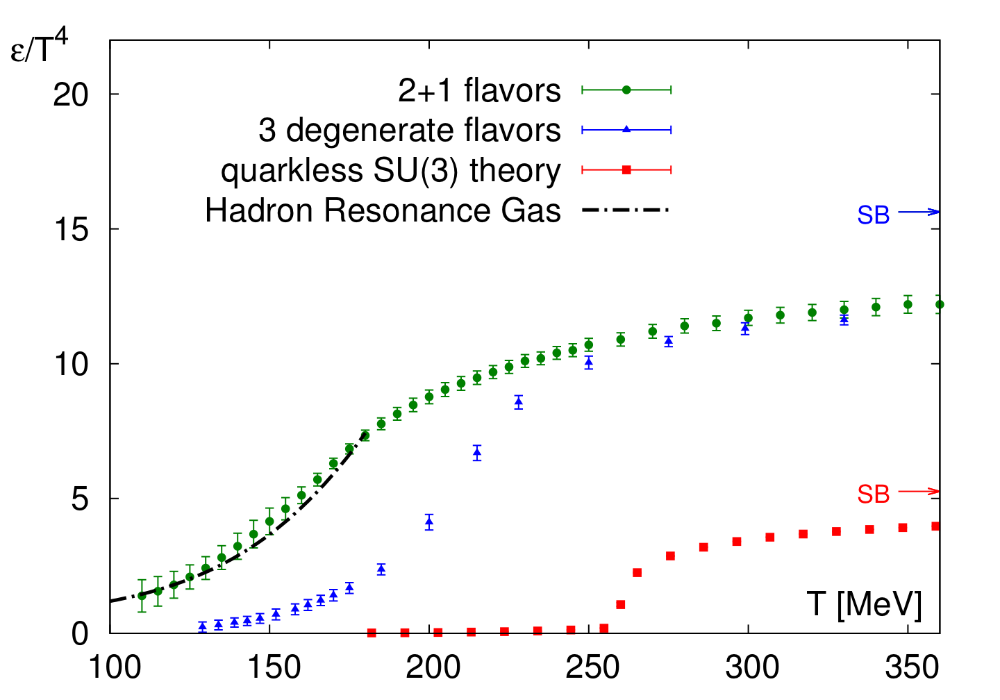 ε/T⁴
20
15
10
5
0
2+1 flavors
3 degenerate flavors
quarkless SU(3) theory
Hadron Resonance Gas
SB
SB
T [MeV]
100 150 200 250 300 350